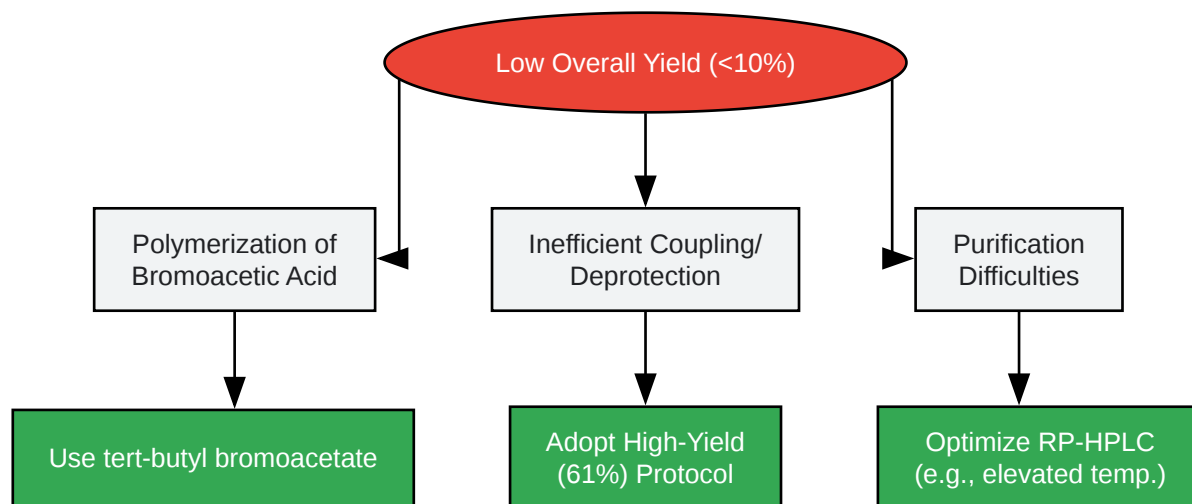 Low Overall Yield (<10%)
Polymerization of
Bromoacetic Acid
Inefficient Coupling/
Deprotection
Purification
Difficulties
Use tert-butyl bromoacetate
Adopt High-Yield
(61%) Protocol
Optimize RP-HPLC
(e.g., elevated temp.)